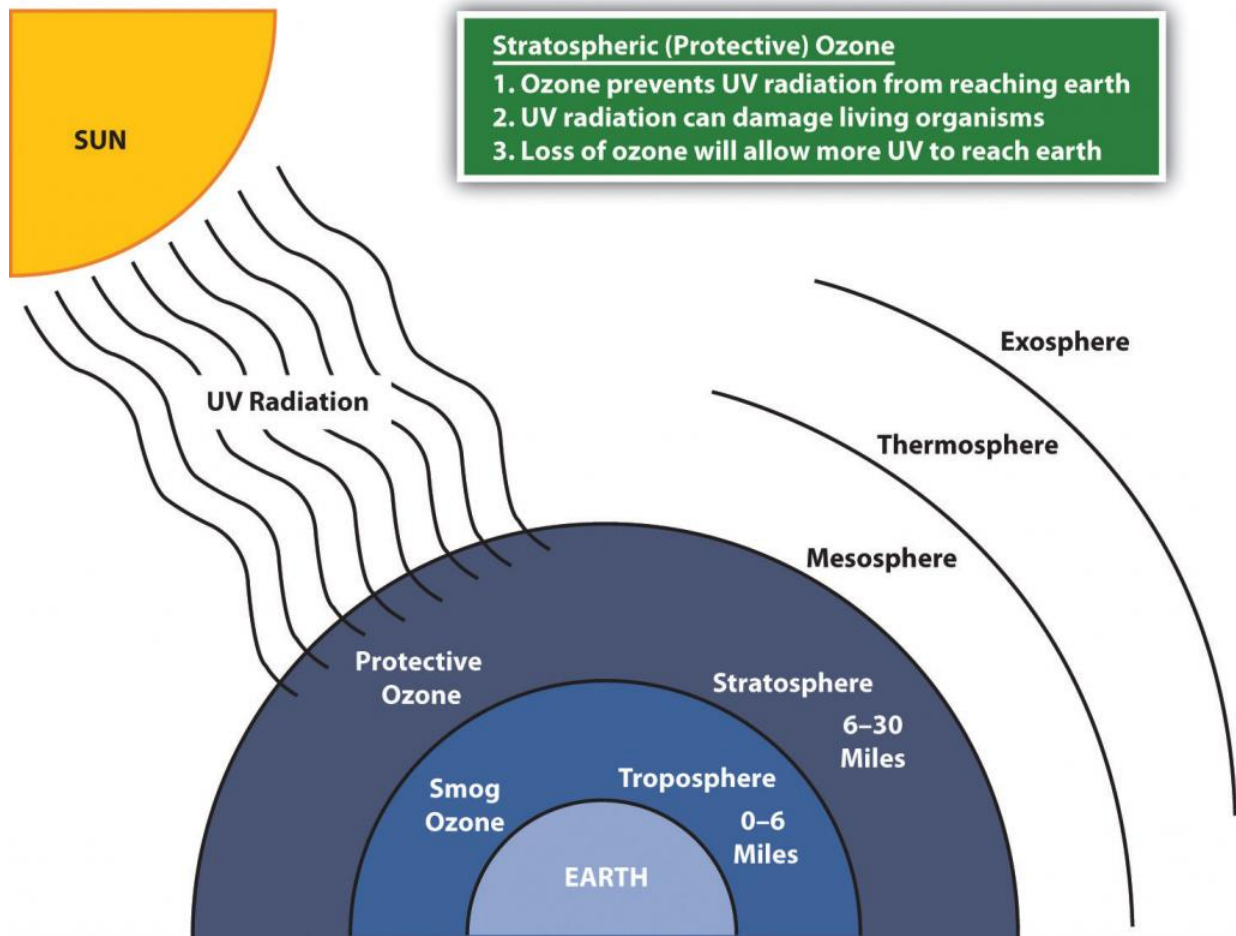 Stratospheric (Protective) Ozone
1. Ozone prevents UV radiation from reaching earth
2. UV radiation can damage living organisms
3. Loss of ozone will allow more UV to reach earth
SUN
UV Radiation
Exosphere
Thermosphere
Mesosphere
Protective
Ozone
Stratosphere
6–30
Miles
Smog
Ozone
Troposphere
0–6
Miles
EARTH